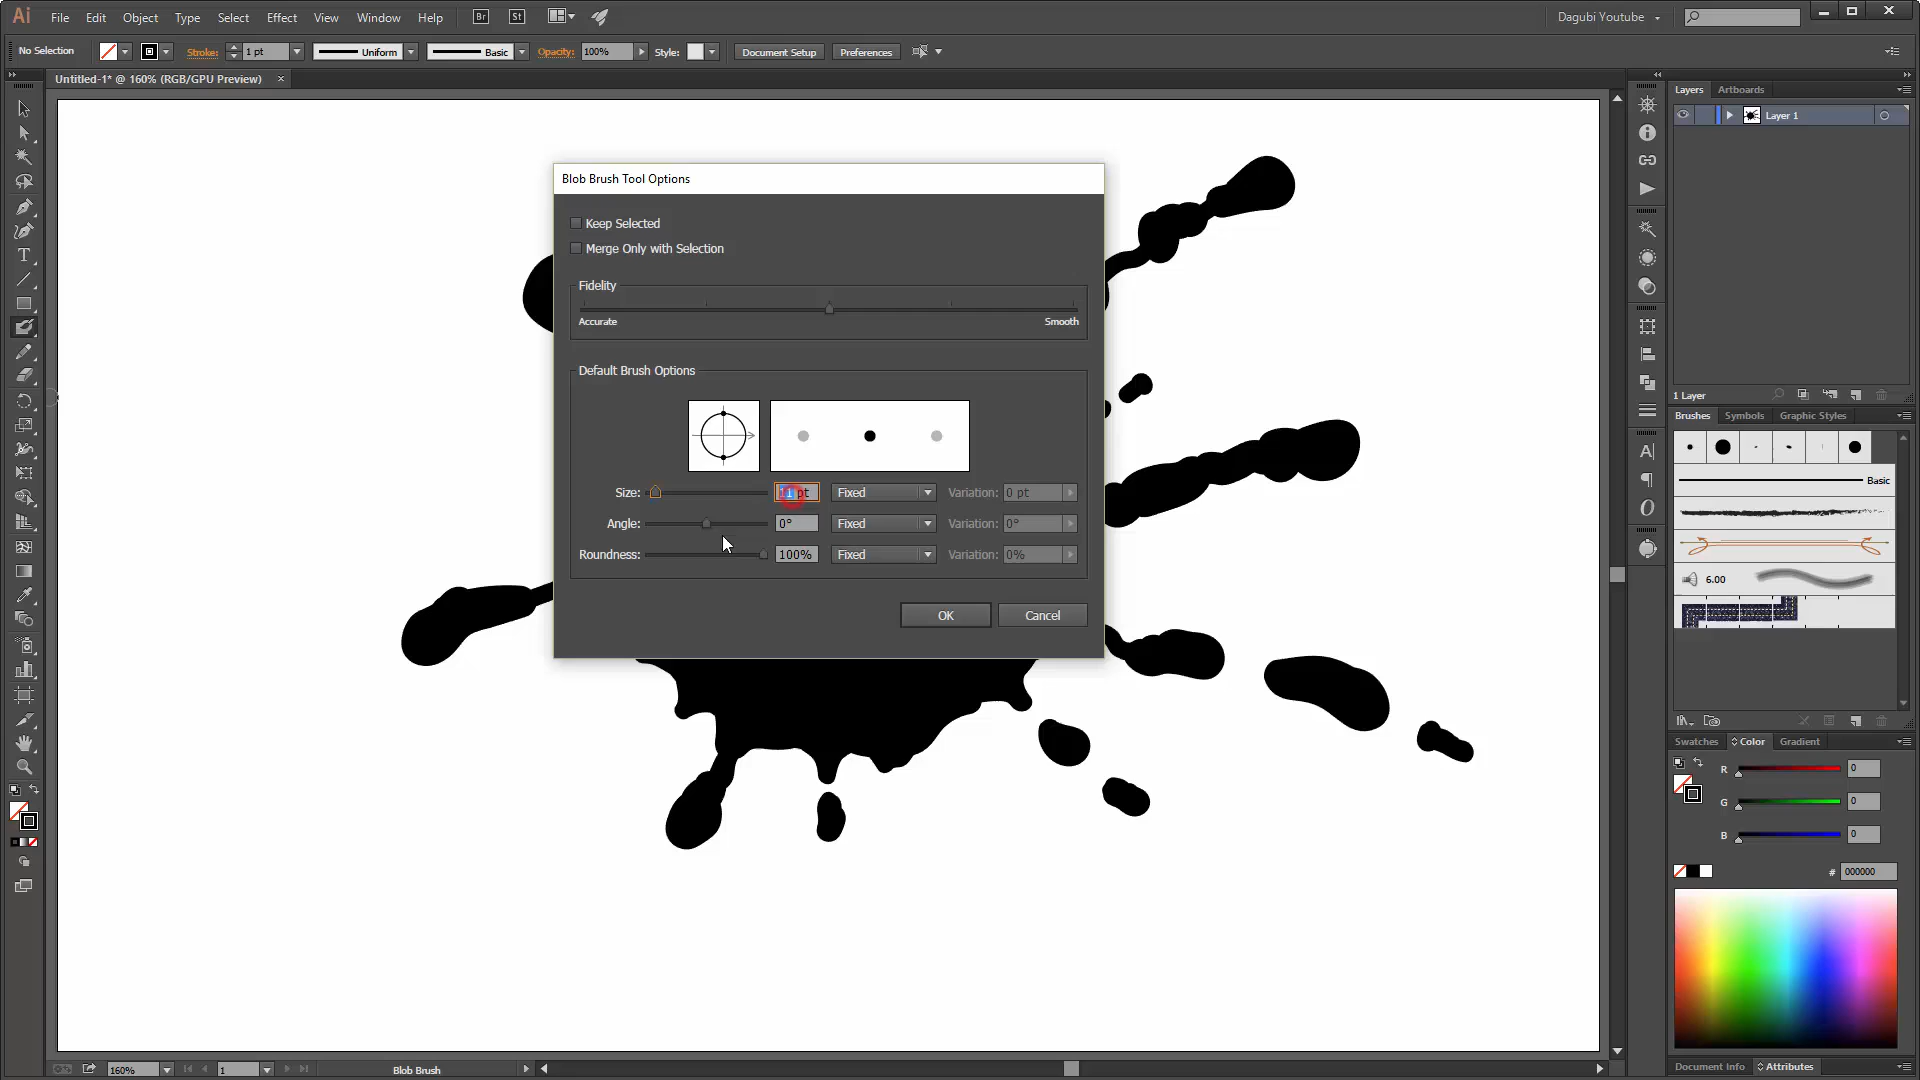 Ai File Edit Object Type Select Effect View Window Help Br St Dagubi Youtube
No Selection Stroke: 1 pt Uniform Basic Opacity: 100% Style: Document Setup Preferences
Untitled-1* @ 160% (RGB/GPU Preview)
Layers Artboards
Layer 1
Blob Brush Tool Options
Keep Selected
Merge Only with Selection
Fidelity
Accurate Smooth
Default Brush Options
Size: 11 pt Fixed Variation: 0 pt
Angle: 0° Fixed Variation: 0°
Roundness: 100% Fixed Variation: 0%
OK Cancel
1 Layer
Brushes Symbols Graphic Styles
Basic
6.00
Swatches Color Gradient
R 0
G 0
B 0
# 000000
Document Info Attributes
160% 1 Blob Brush